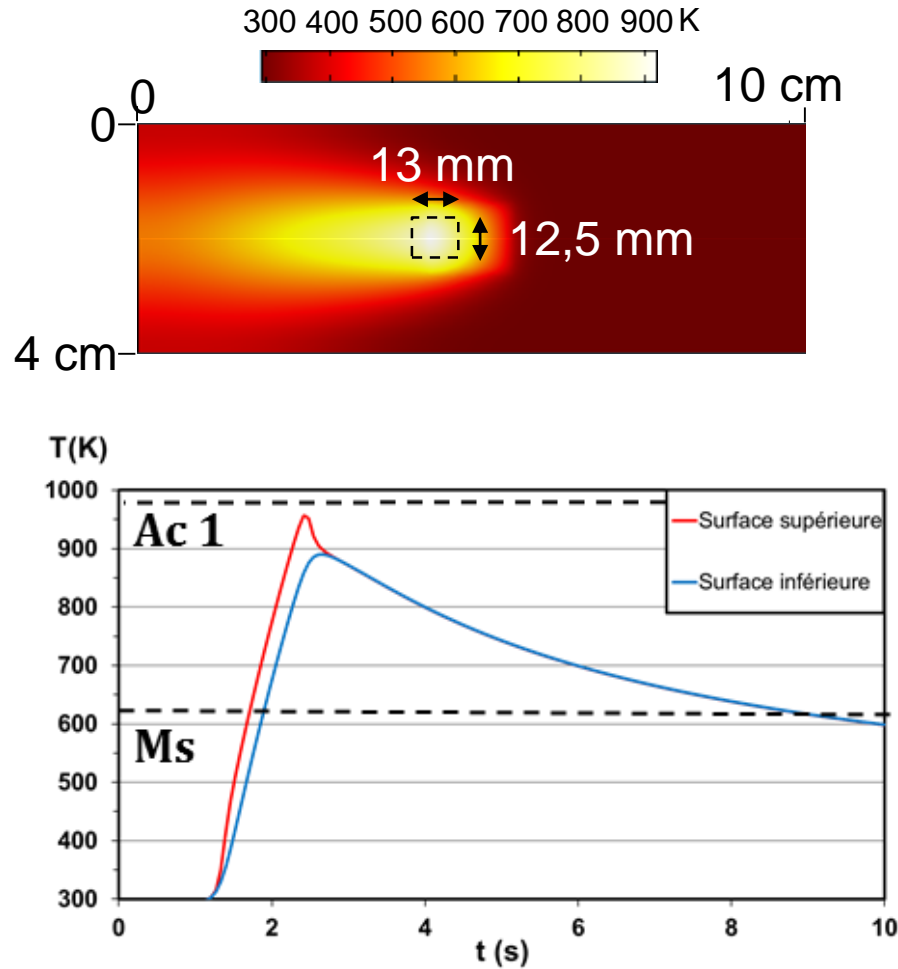 300 400 500 600 700 800 900 K
0 10 cm
0
13 mm
12,5 mm
4 cm
T(K)
1000
Ac 1
Surface supérieure
900
Surface inférieure
800
700
600
Ms
500
400
300
0 2 4 6 8 10
t (s)